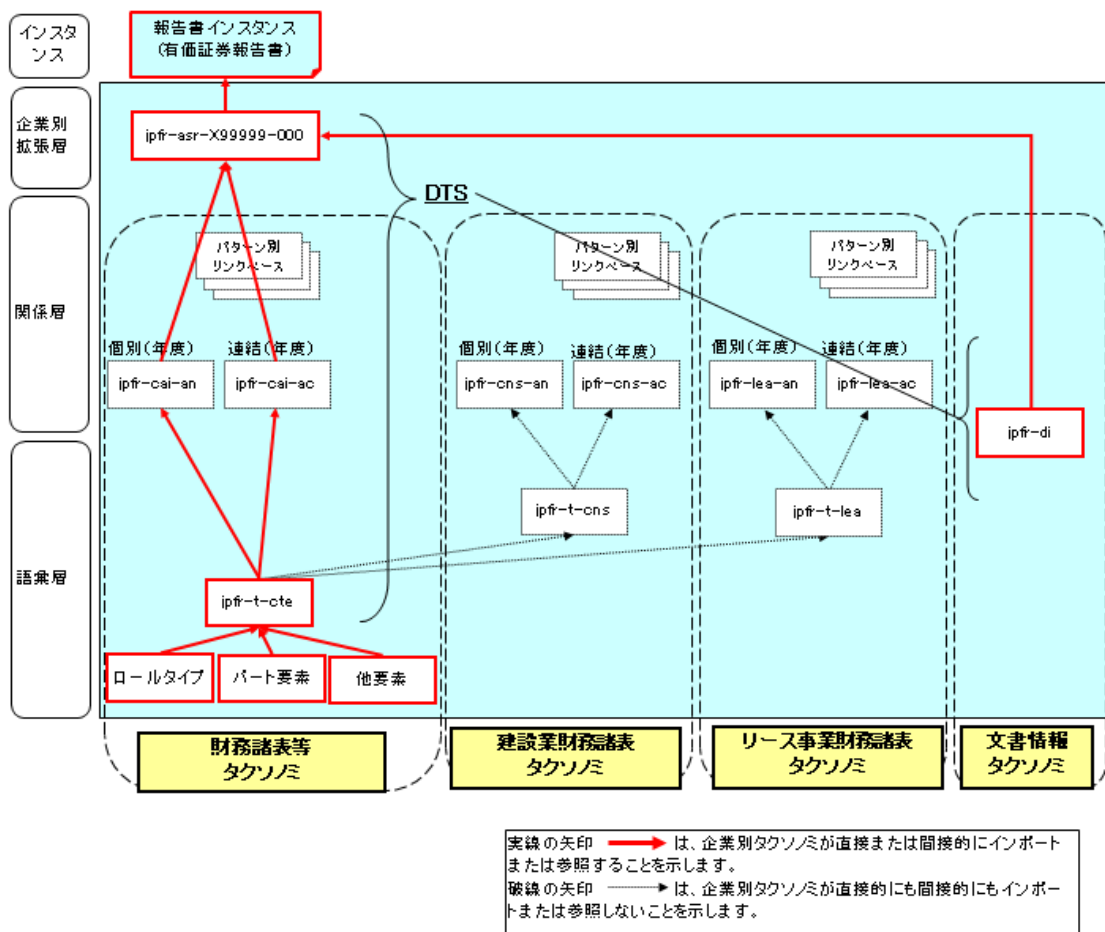 インスタ
ンス
報告書インスタンス
(有価証券報告書)
企業別
拡張層
jpfr-asr-X99999-000
DTS
関係層
パターン別
リンクベース
パターン別
リンクベース
パターン別
リンクベース
個別(年度)
連結(年度)
個別(年度)
連結(年度)
個別(年度)
連結(年度)
jpfr-cai-an
jpfr-cai-ac
jpfr-cns-an
jpfr-cns-ac
jpfr-lea-an
jpfr-lea-ac
jpfr-di
語彙層
jpfr-t-cns
jpfr-t-lea
jpfr-t-cte
ロールタイプ
パート要素
他要素
財務諸表等
タクソノミ
建設業財務諸表
タクソノミ
リース事業財務諸表
タクソノミ
文書情報
タクソノミ
実線の矢印 は、企業別タクソノミが直接または間接的にインポート
または参照することを示します。
破線の矢印 は、企業別タクソノミが直接的にも間接的にもインポー
トまたは参照しないことを示します。